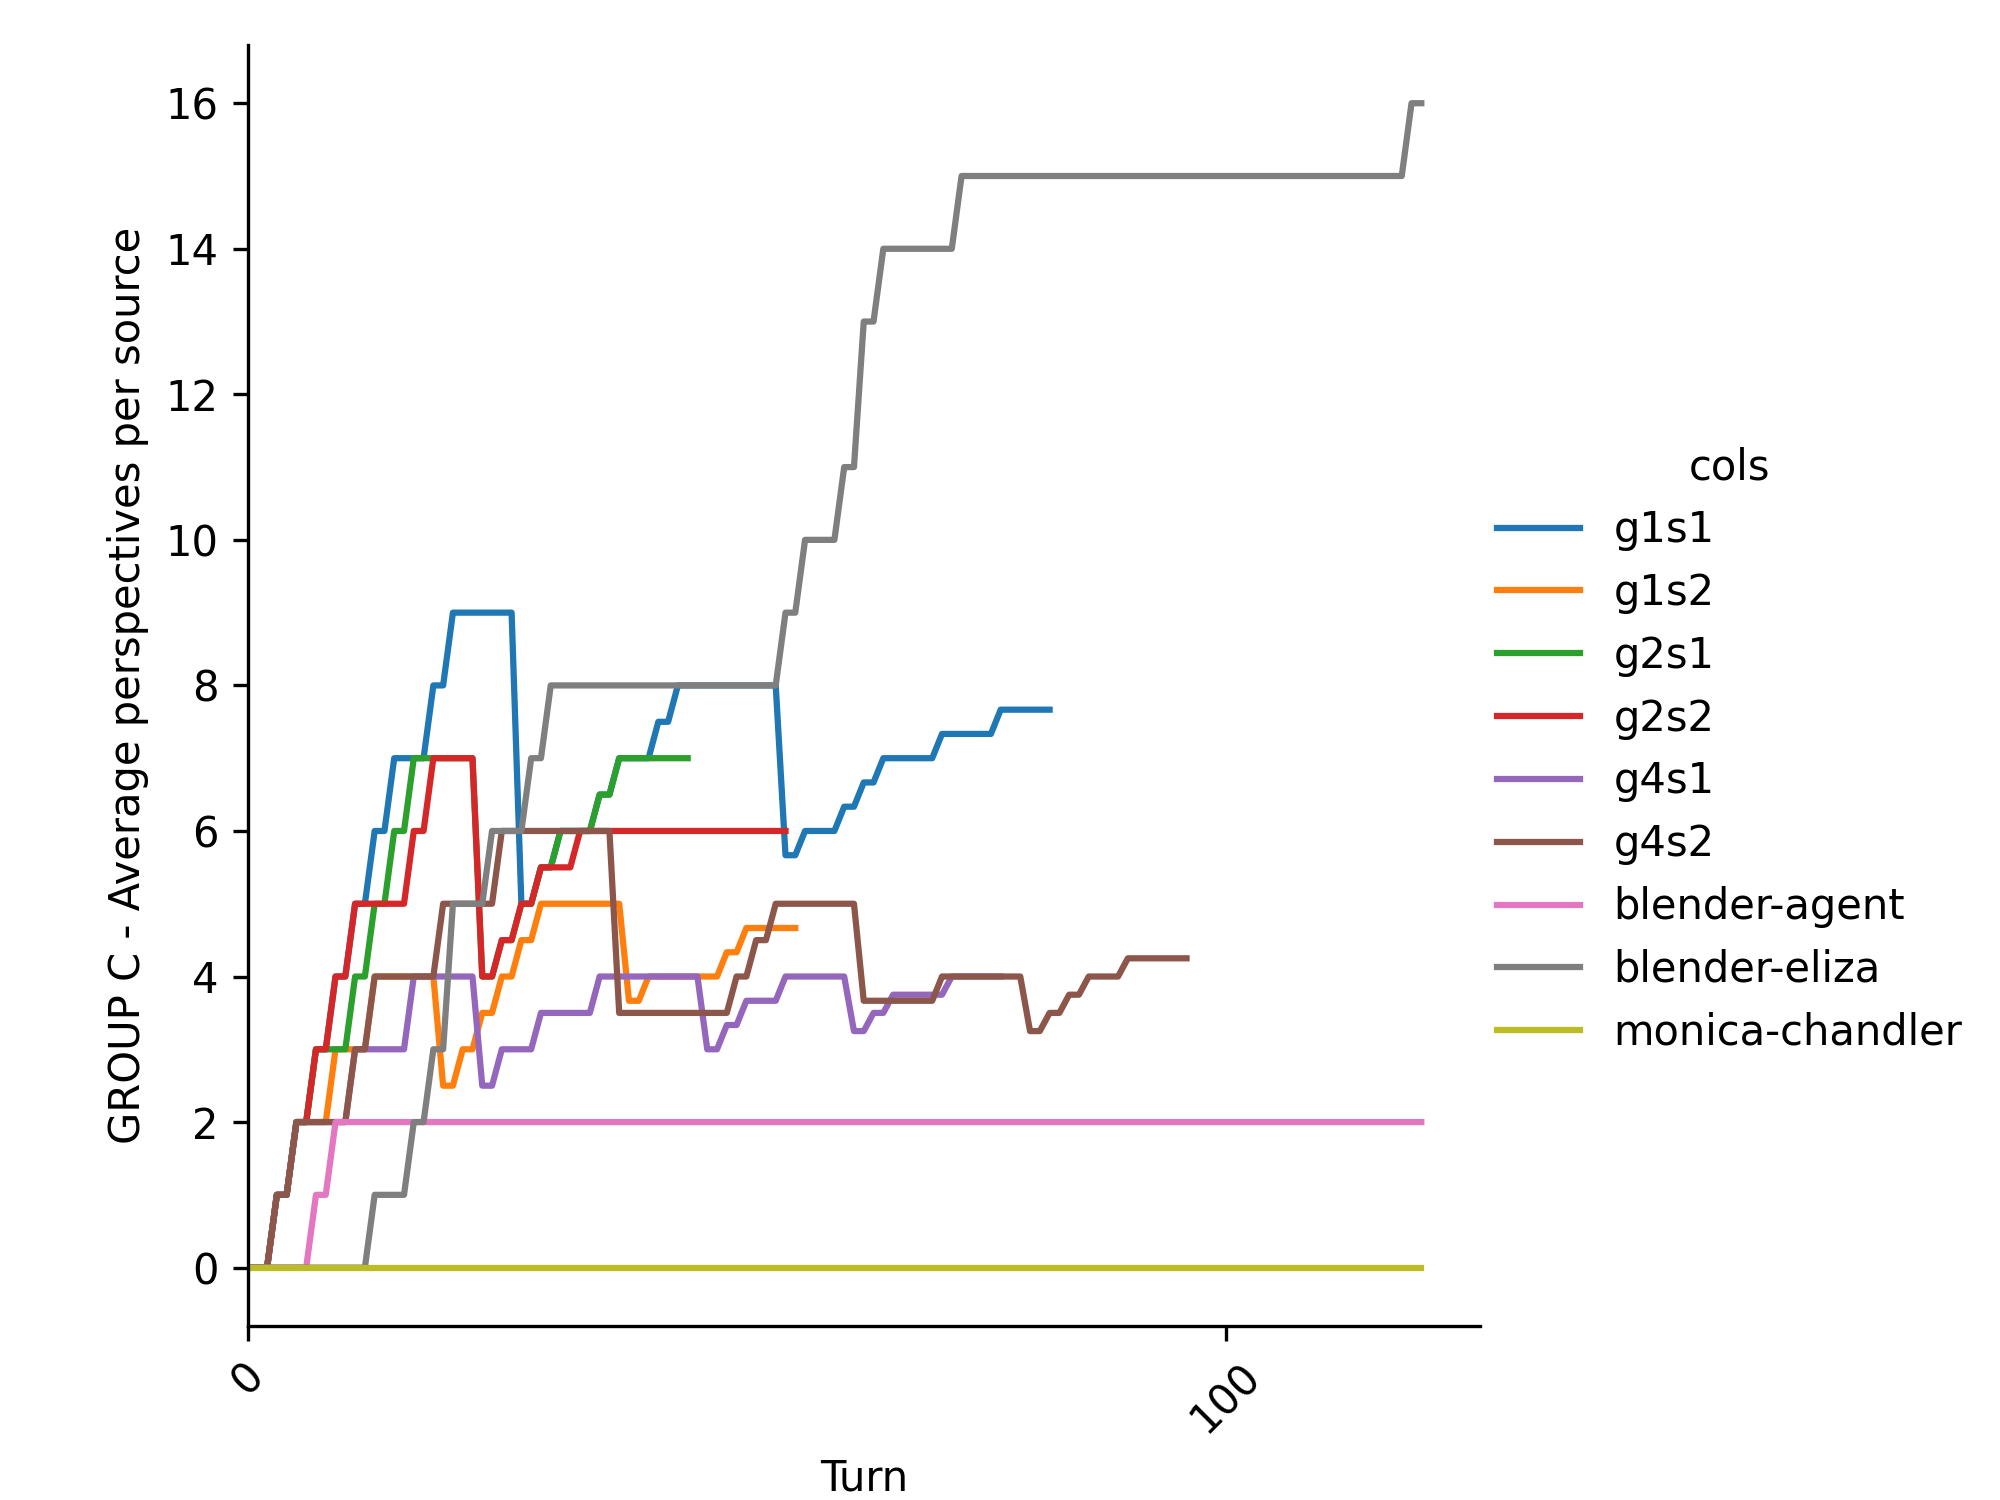 GROUP C - Average perspectives per source
16
14
12
10
8
6
4
2
0
0
100
Turn
cols
g1s1
g1s2
g2s1
g2s2
g4s1
g4s2
blender-agent
blender-eliza
monica-chandler